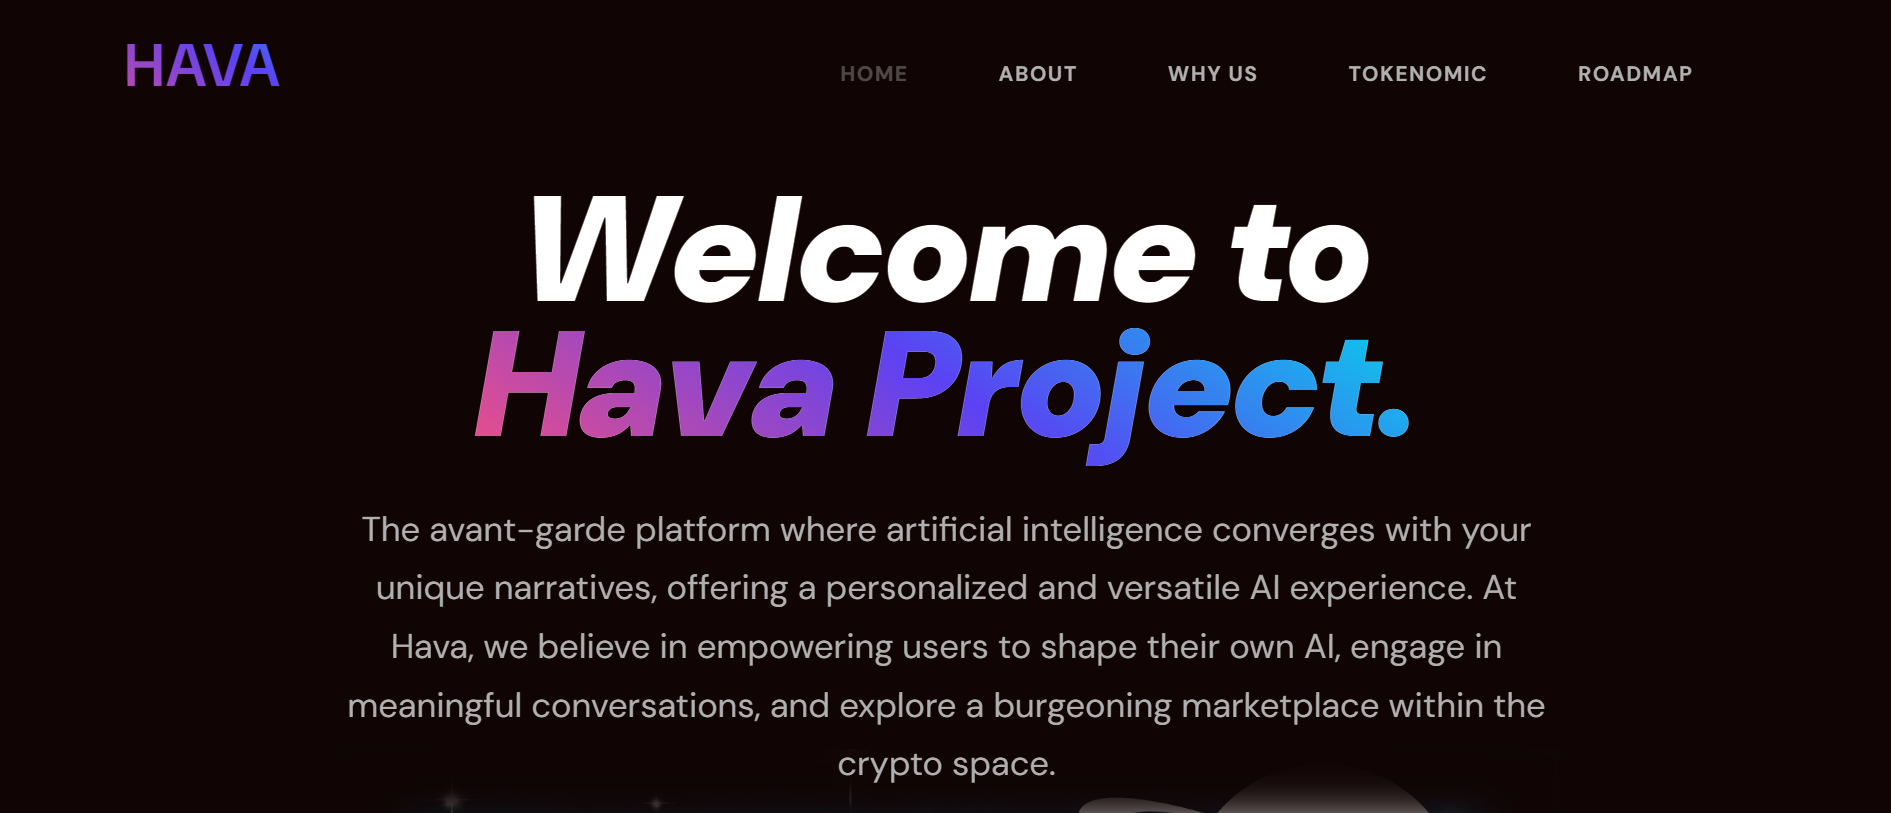 HAVA
HOME ABOUT WHY US TOKENOMIC ROADMAP
Welcome to
Hava Project.
The avant-garde platform where artificial intelligence converges with your
unique narratives, offering a personalized and versatile AI experience. At
Hava, we believe in empowering users to shape their own AI, engage in
meaningful conversations, and explore a burgeoning marketplace within the
crypto space.